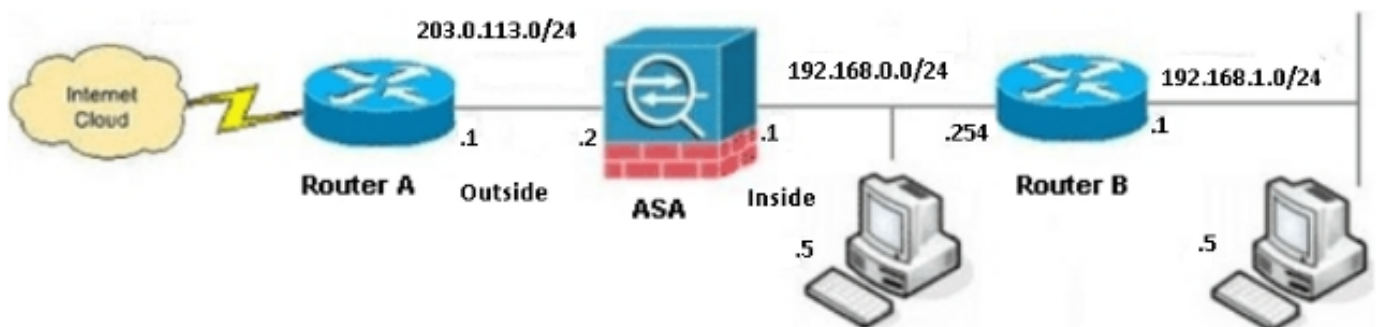 203.0.113.0/24
192.168.0.0/24
192.168.1.0/24
Internet
Cloud
.1
.2
.1
.254
.1
Router A
Outside
ASA
Inside
Router B
.5
.5